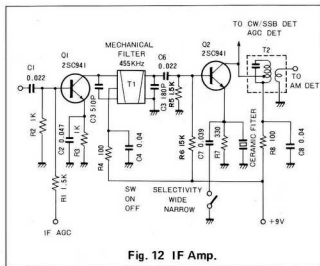 TO CW/SSB DET
AGC DET
MECHANICAL
FILTER
455KHz
Q1
2SC941
Q2
2SC941
T2
C1
0.022
C6
0.022
T1
TO
AM DET
C3 510P
C3 180P
R5 1.5K
R2 1K
C2 0.047
R3 1K
R4 100
C4 0.04
R6 15K
C7 0.039
R7 330
CERAMIC FITER
R8 100
C8 0.04
R1 1.5K
SW SELECTIVITY
ON WIDE
OFF NARROW
IF AGC
+9V
Fig. 12 IF Amp.